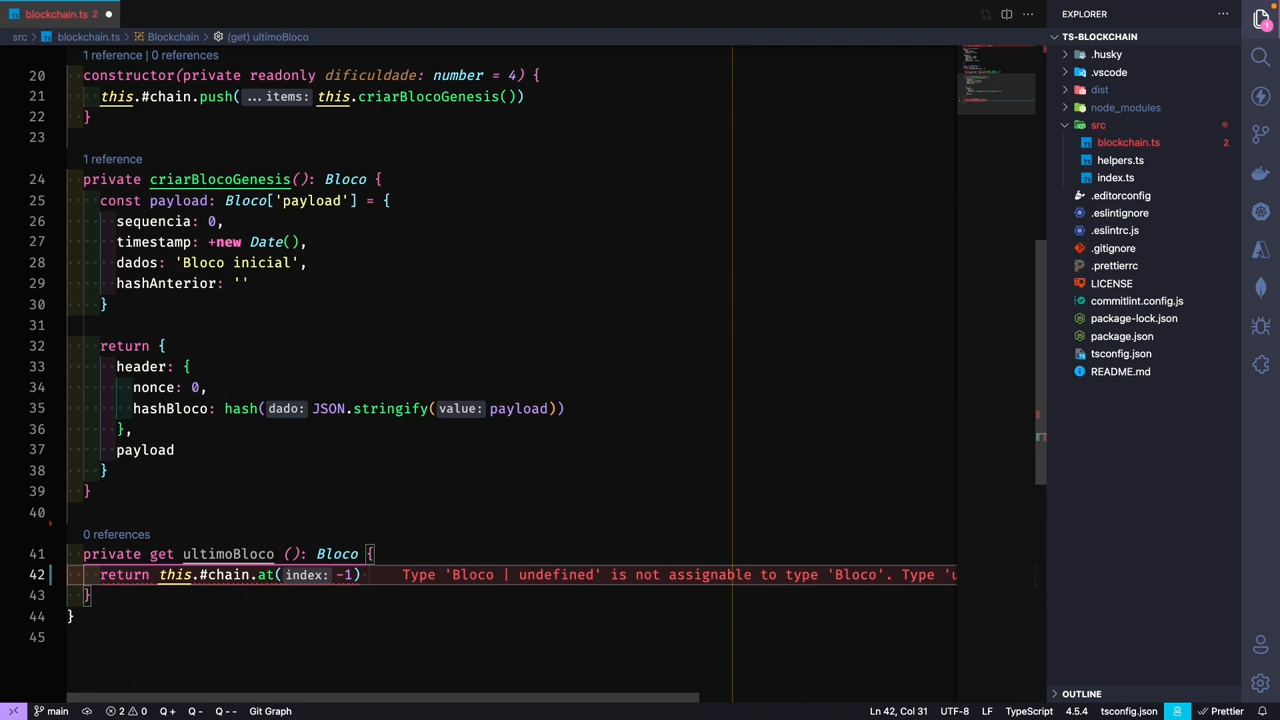 blockchain.ts 2
src > blockchain.ts > Blockchain > (get) ultimoBloco
1 reference | 0 references
20 constructor(private readonly dificuldade: number = 4) {
21 this.#chain.push(...items: this.criarBlocoGenesis())
22 }
23
1 reference
24 private criarBlocoGenesis(): Bloco {
25 const payload: Bloco['payload'] = {
26 sequencia: 0,
27 timestamp: +new Date(),
28 dados: 'Bloco inicial',
29 hashAnterior: ''
30 }
31
32 return {
33 header: {
34 nonce: 0,
35 hashBloco: hash(dado: JSON.stringify(value: payload))
36 },
37 payload
38 }
39 }
40
0 references
41 private get ultimoBloco (): Bloco {
42 return this.#chain.at(index: -1) Type 'Bloco | undefined' is not assignable to type 'Bloco'. Type 'u
43 }
44 }
45
EXPLORER
TS-BLOCKCHAIN
.husky
.vscode
dist
node_modules
src
blockchain.ts 2
helpers.ts
index.ts
.editorconfig
.eslintignore
.eslintrc.js
.gitignore
.prettierrc
LICENSE
commitlint.config.js
package-lock.json
package.json
tsconfig.json
README.md
OUTLINE
1
main 2 0 Q + Q - Q - - Git Graph Ln 42, Col 31 UTF-8 LF TypeScript 4.5.4 tsconfig.json Prettier